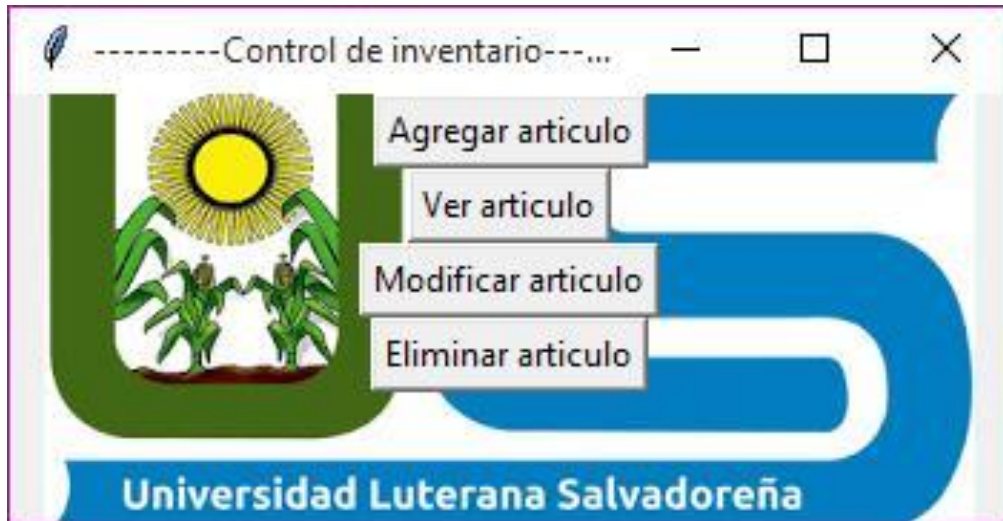 ---------Control de inventario---...
Agregar articulo
Ver articulo
Modificar articulo
Eliminar articulo
Universidad Luterana Salvadoreña